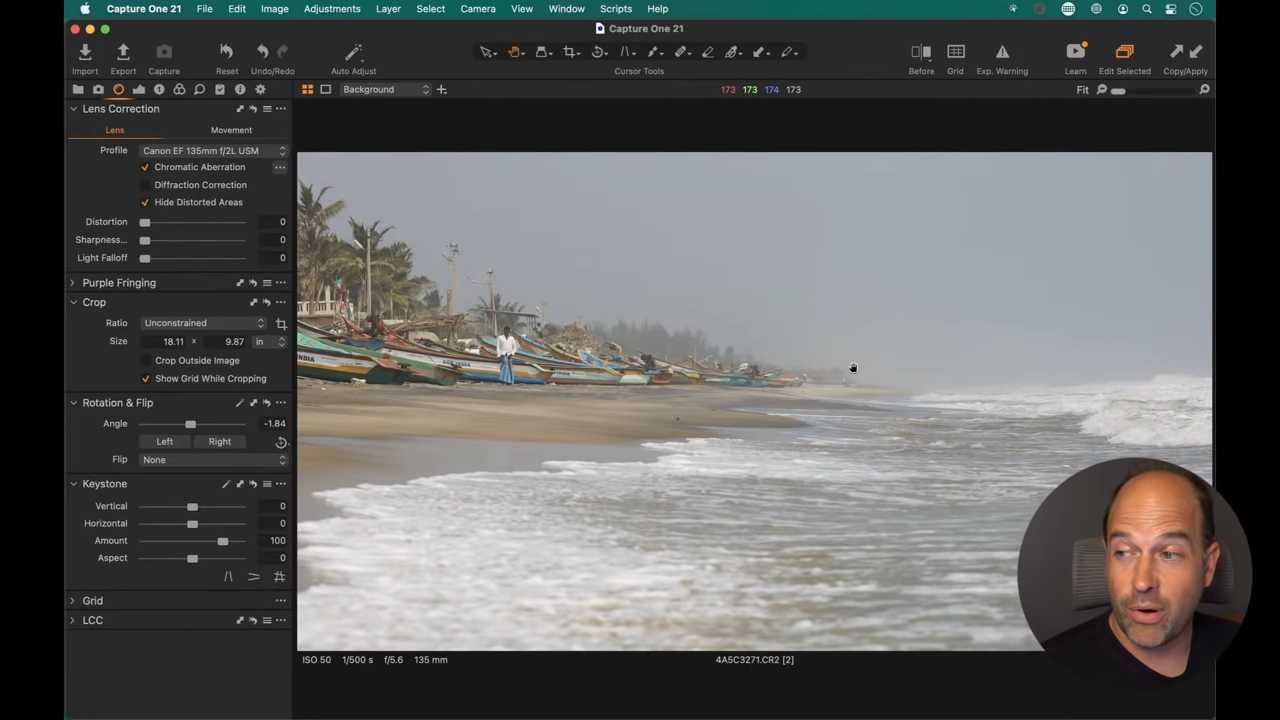 Capture One 21 File Edit Image Adjustments Layer Select Camera View Window Scripts Help
Capture One 21
Import Export Capture Reset Undo/Redo Auto Adjust Cursor Tools Before Grid Exp. Warning Learn Edit Selected Copy/Apply
Background 173 173 174 173 Fit
Lens Correction
Lens Movement
Profile Canon EF 135mm f/2L USM
Chromatic Aberration
Diffraction Correction
Hide Distorted Areas
Distortion 0
Sharpness... 0
Light Falloff 0
Purple Fringing
Crop
Ratio Unconstrained
Size 18.11 x 9.87 in
Crop Outside Image
Show Grid While Cropping
Rotation & Flip
Angle -1.84
Left Right
Flip None
Keystone
Vertical 0
Horizontal 0
Amount 100
Aspect 0
Grid
LCC
INDIA
ISO 50 1/500 s f/5.6 135 mm 4A5C3271.CR2 [2]